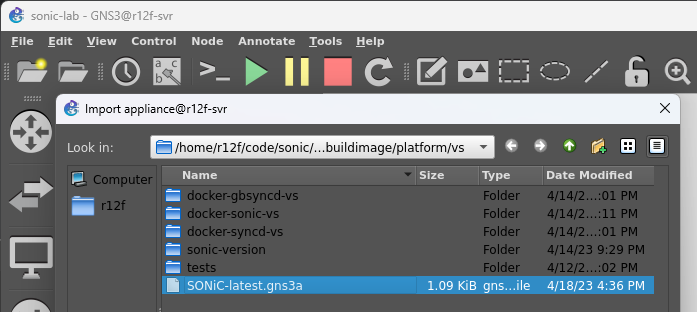 sonic-lab - GNS3@r12f-svr
File Edit View Control Node Annotate Tools Help
Import appliance@r12f-svr
Look in: /home/r12f/code/sonic/...buildimage/platform/vs
Computer
r12f
Name Size Type Date Modified
docker-gbsyncd-vs Folder 4/14/2...:01 PM
docker-sonic-vs Folder 4/14/2...:11 PM
docker-syncd-vs Folder 4/14/2...:01 PM
sonic-version Folder 4/14/23 9:29 PM
tests Folder 4/12/2...:02 PM
SONiC-latest.gns3a 1.09 KiB gns...ile 4/18/23 4:36 PM